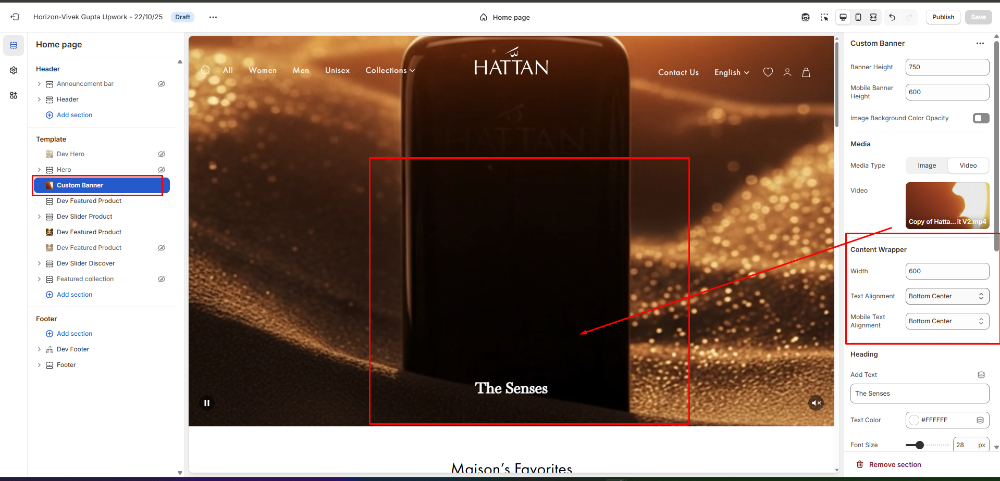 Horizon-Vivek Gupta Upwork - 22/10/25
Draft
Home page
Publish
Save
Home page
Header
Announcement bar
Header
Add section
Template
Dev Hero
Hero
Custom Banner
Dev Featured Product
Dev Slider Product
Dev Featured Product
Dev Featured Product
Dev Slider Discover
Featured collection
Add section
Footer
Add section
Dev Footer
Footer
All
Women
Men
Unisex
Collections
HATTAN
Contact Us
English
HATTAN
The Senses
Maison's Favorites
Custom Banner
Banner Height
750
Mobile Banner
Height
600
Image Background Color Opacity
Media
Media Type
Image
Video
Video
Copy of Hatta... it V2.mp4
Content Wrapper
Width
600
Text Alignment
Bottom Center
Mobile Text
Alignment
Bottom Center
Heading
Add Text
The Senses
Text Color
#FFFFFF
Font Size
28
px
Remove section